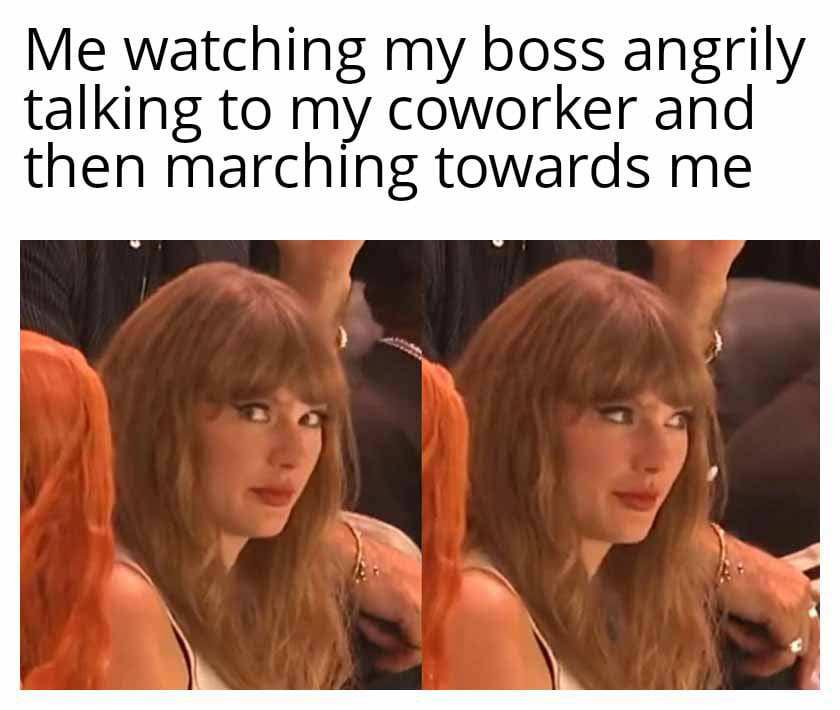 Me watching my boss angrily
talking to my coworker and
then marching towards me